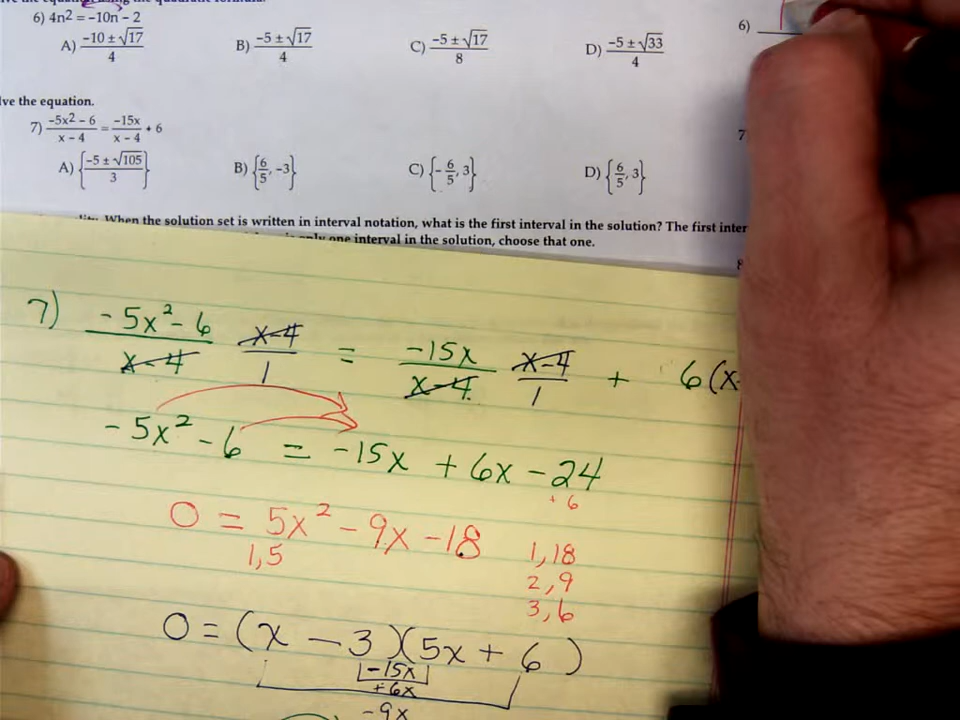 6) 4n² = -10n - 2
6)
A) (-10 ± √17)/4 B) (-5 ± √17)/4 C) (-5 ± √17)/8 D) (-5 ± √33)/4
lve the equation.
7) (-5x² - 6)/(x - 4) = (-15x)/(x - 4) + 6
7
A) {(-5 ± √105)/3} B) {6/5, -3} C) {-6/5, 3} D) {6/5, 3}
When the solution set is written in interval notation, what is the first interval in the solution? The first inter
only one interval in the solution, choose that one.
7) (-5x² - 6)/(x-4) (x-4)/1 = (-15x)/(x-4) (x-4)/1 + 6(x-
-5x² - 6 = -15x + 6x - 24
+ 6
0 = 5x² - 9x - 18
1,5
1,18
2,9
3,6
0 = (x - 3)(5x + 6)
-15x
+6x
-9x